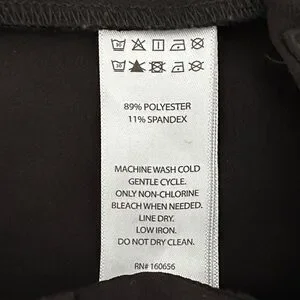 89% POLYESTER
11% SPANDEX
MACHINE WASH COLD
GENTLE CYCLE.
ONLY NON-CHLORINE
BLEACH WHEN NEEDED.
LINE DRY.
LOW IRON.
DO NOT DRY CLEAN.
RN# 160656